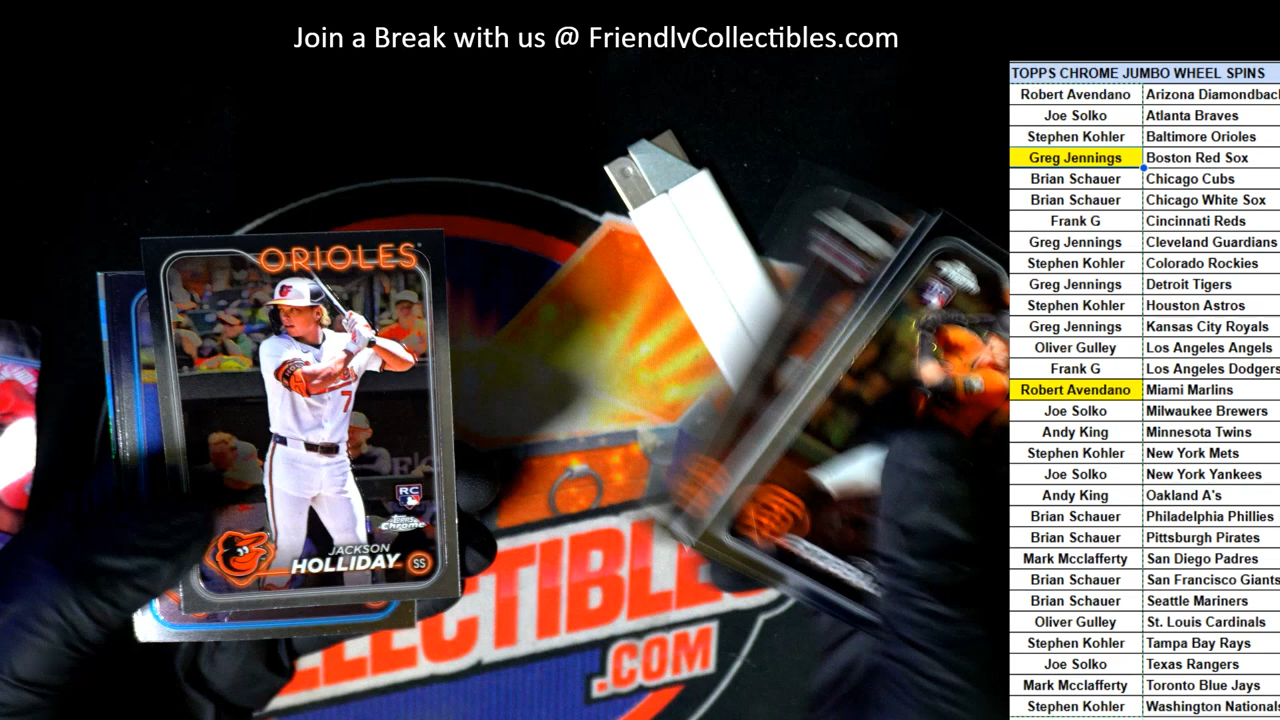 Join a Break with us @ FriendlyCollectibles.com
TOPPS CHROME JUMBO WHEEL SPINS
Robert Avendano Arizona Diamondbac
Joe Solko Atlanta Braves
Stephen Kohler Baltimore Orioles
Greg Jennings Boston Red Sox
Brian Schauer Chicago Cubs
Brian Schauer Chicago White Sox
Frank G Cincinnati Reds
Greg Jennings Cleveland Guardians
Stephen Kohler Colorado Rockies
Greg Jennings Detroit Tigers
Stephen Kohler Houston Astros
Greg Jennings Kansas City Royals
Oliver Gulley Los Angeles Angels
Frank G Los Angeles Dodgers
Robert Avendano Miami Marlins
Joe Solko Milwaukee Brewers
Andy King Minnesota Twins
Stephen Kohler New York Mets
Joe Solko New York Yankees
Andy King Oakland A's
Brian Schauer Philadelphia Phillies
Brian Schauer Pittsburgh Pirates
Mark Mcclafferty San Diego Padres
Brian Schauer San Francisco Giants
Brian Schauer Seattle Mariners
Oliver Gulley St. Louis Cardinals
Stephen Kohler Tampa Bay Rays
Joe Solko Texas Rangers
Mark Mcclafferty Toronto Blue Jays
Stephen Kohler Washington Nationals
ORIOLES
7
RC
Topps Chrome
JACKSON
HOLLIDAY SS
LLECTIBLE
.COM